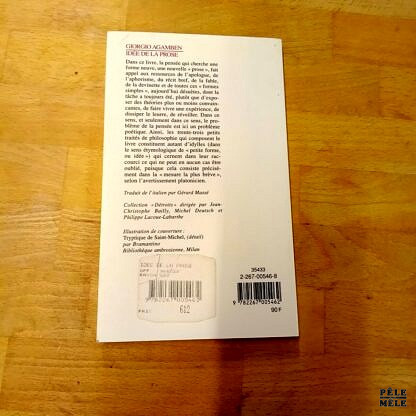 GIORGIO AGAMBEN
IDÉE DE LA PROSE
Dans ce livre, la pensée qui cherche une
forme neuve, une nouvelle « prose », fait
appel aux ressources de l'apologue, de
l'aphorisme, du récit bref, de la fable,
de la devinette et de toutes ces « formes
simples », aujourd'hui désuètes, dont la
tâche a toujours été, plutôt que d'expo-
ser des théories plus ou moins convain-
cantes, de faire vivre une expérience, de
dissiper le leurre, de réveiller. Dans ce
sens, et seulement dans ce sens, le pro-
blème de la pensée est ici un problème
poétique. Ainsi, les trente-trois petits
traités de philosophie qui composent le
livre constituent autant d'idylles (dans
le sens étymologique de « petite forme,
ou idée ») qui cernent dans leur rac-
courci ce qui ne peut en aucun cas être
oublié, puisque cela consiste précisé-
ment dans la « mesure la plus brève »,
selon l'avertissement platonicien.
Traduit de l'italien par Gérard Macé
Collection « Détroits » dirigée par Jean-
Christophe Bailly, Michel Deutsch et
Philippe Lacoue-Labarthe
Illustration de couverture :
Tryptique de Saint-Michel, (détail)
par Bramantino
Bibliothèque ambrosienne, Milan
IDEE DE LA PROSE
9782267005462
PRIX
612
35433
2-267-00546-8
9 782267 005462
90 F
PÊLE
MÊLE